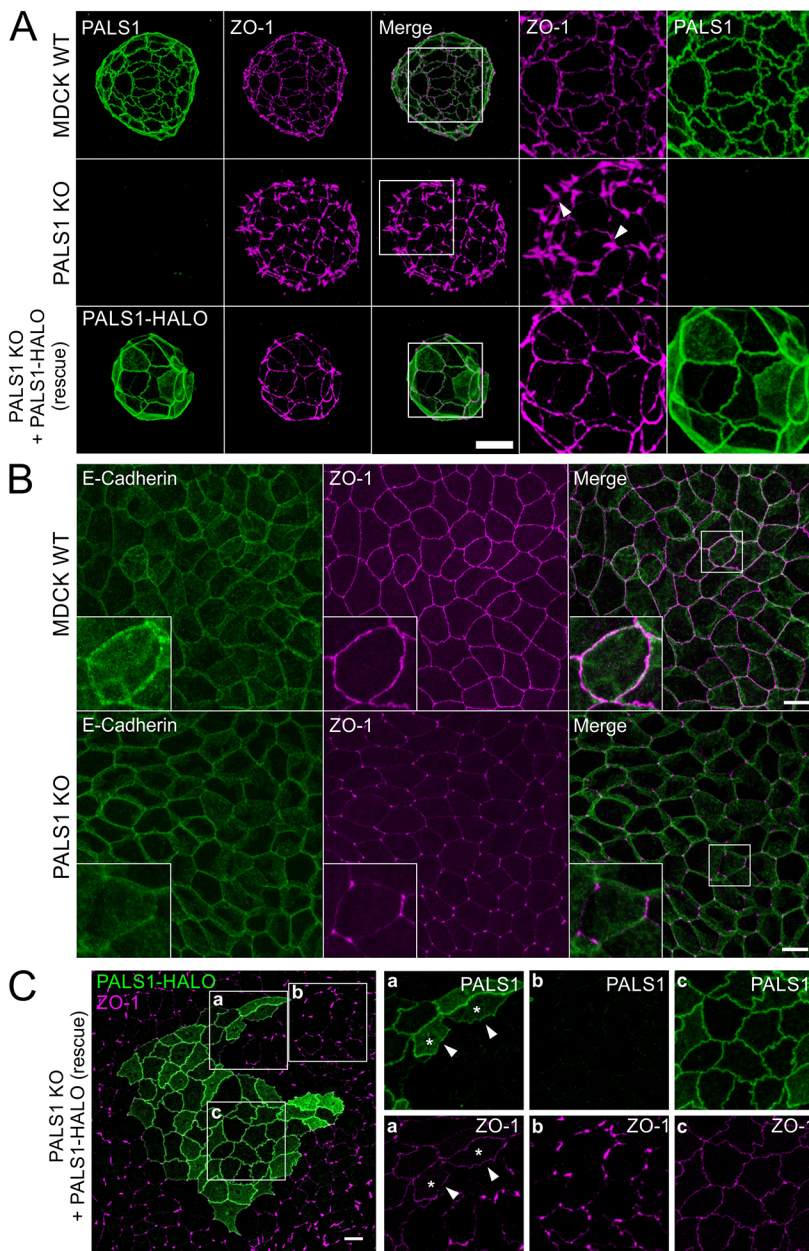 A
PALS1
ZO-1
Merge
ZO-1
PALS1
MDCK WT
PALS1 KO
PALS1-HALO
PALS1 KO
+ PALS1-HALO
(rescue)
B
E-Cadherin
ZO-1
Merge
MDCK WT
E-Cadherin
ZO-1
Merge
PALS1 KO
C
PALS1-HALO
ZO-1
a
b
c
PALS1 KO
+ PALS1-HALO (rescue)
a
PALS1
*
*
b
PALS1
c
PALS1
a
ZO-1
*
*
b
ZO-1
c
ZO-1